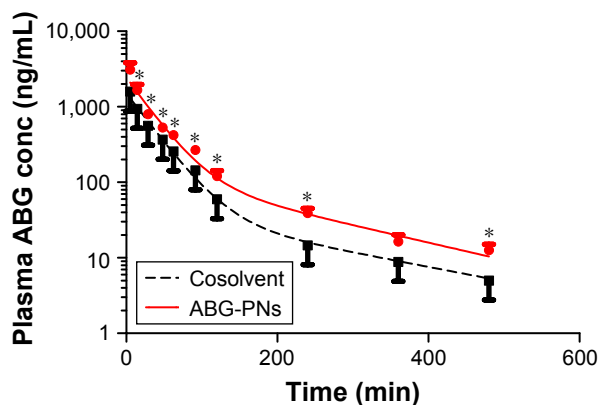 Plasma ABG conc (ng/mL)
10,000
1,000
100
10
1
* * * * * * * *
Cosolvent
ABG-PNs
0 200 400 600
Time (min)